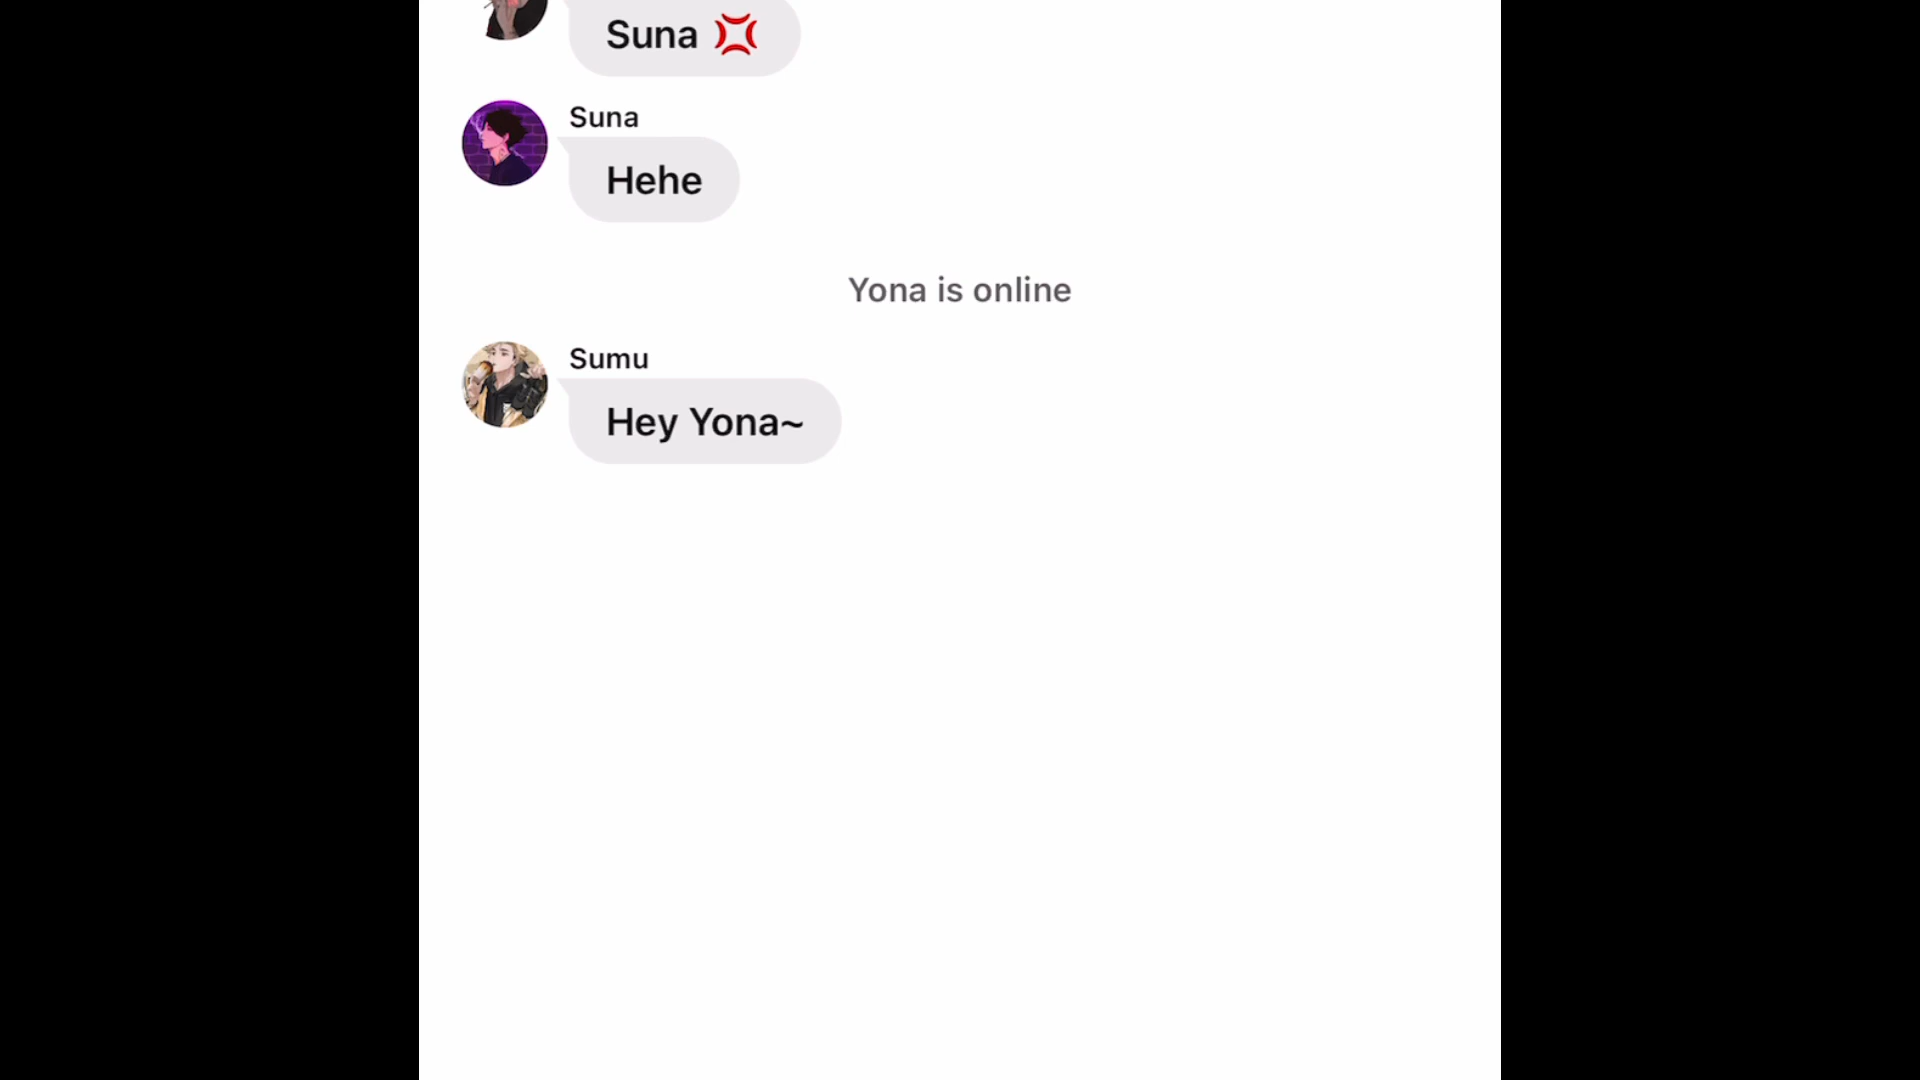 Suna 💢
Suna
Hehe
Yona is online
Sumu
Hey Yona~